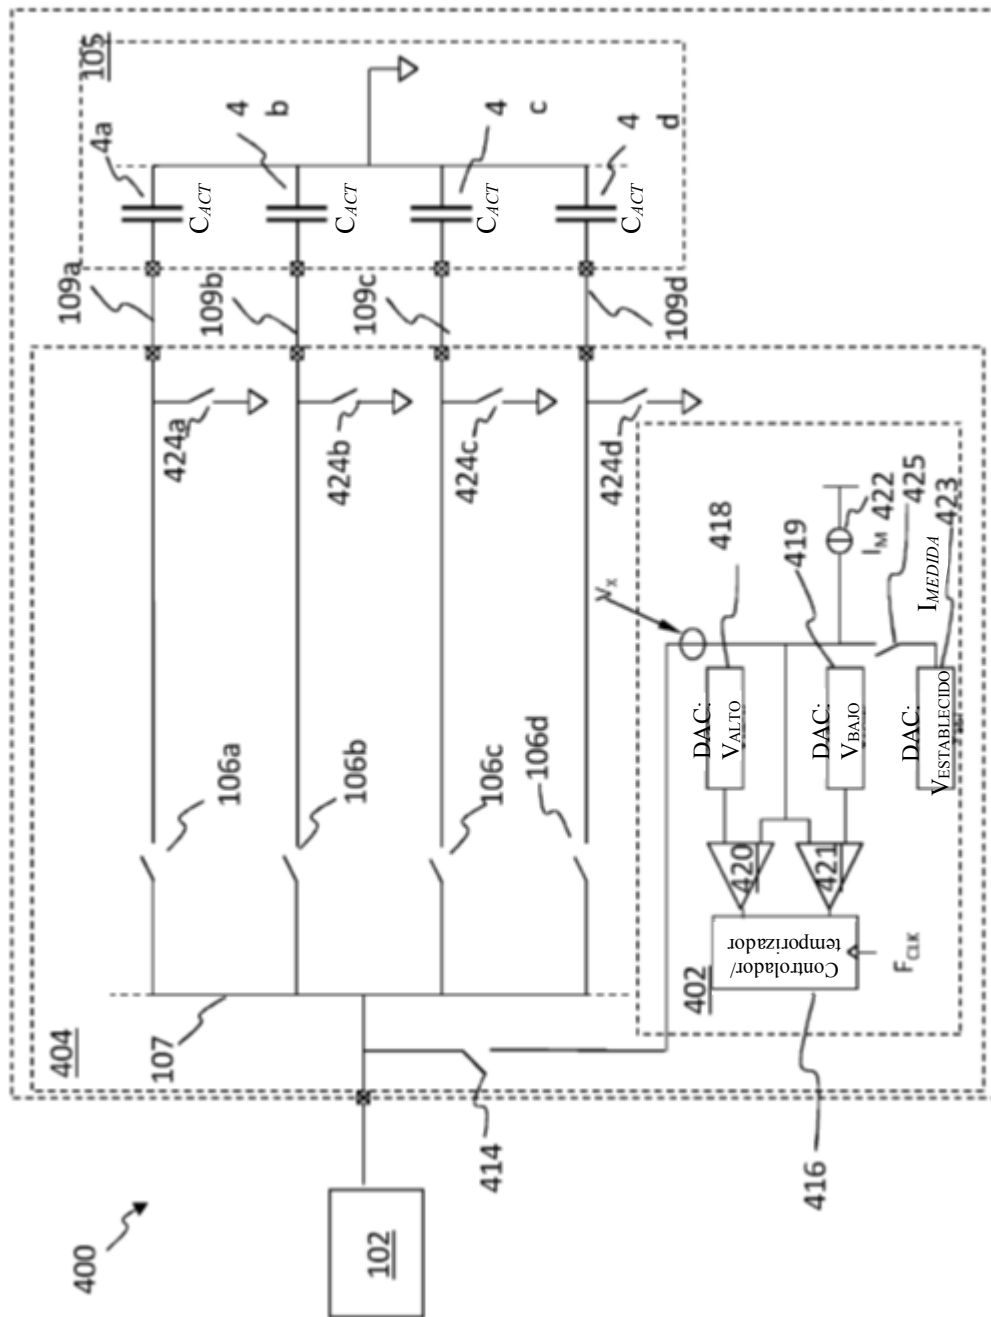 400
404
107
102
106a
106b
106c
106d
414
416
402
Controlador/
temporizador
F_CLK
420
421
DAC:
V_ALTO
DAC:
V_BAJO
DAC:
V_ESTABLECIDO
V_X
418
419
I_M
I_MEDIDA
422
425
423
424a
424b
424c
424d
109a
109b
109c
109d
105
4a
4
b
4
c
4
d
C_ACT
C_ACT
C_ACT
C_ACT